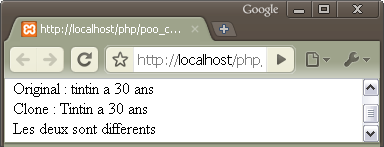 Google
http://localhost/php/poo_c...
http://localhost/php,
Original : tintin a 30 ans
Clone : Tintin a 30 ans
Les deux sont differents